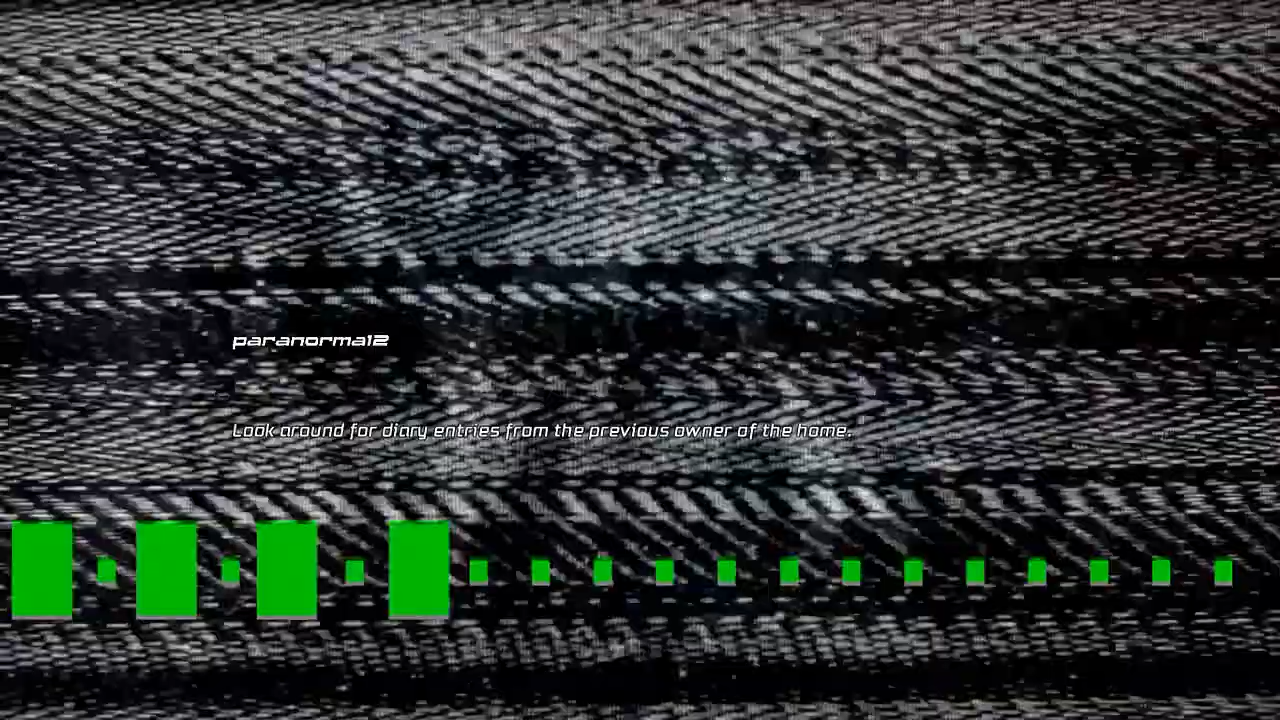 paranormal2
Look around for diary entries from the previous owner of the home.